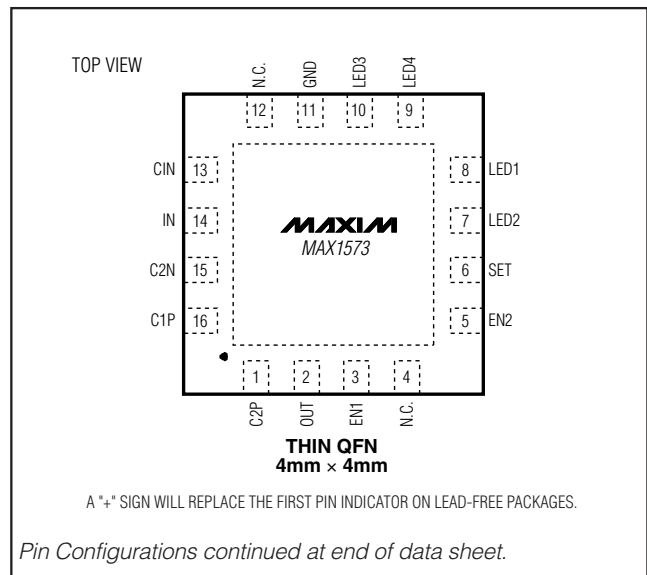 TOP VIEW
N.C.
GND
LED3
LED4
12
11
10
9
CIN 13
8 LED1
IN 14
7 LED2
MAXIM
MAX1573
C2N 15
6 SET
C1P 16
5 EN2
1
2
3
4
C2P
OUT
EN1
N.C.
THIN QFN
4mm × 4mm
A "+" SIGN WILL REPLACE THE FIRST PIN INDICATOR ON LEAD-FREE PACKAGES.
Pin Configurations continued at end of data sheet.